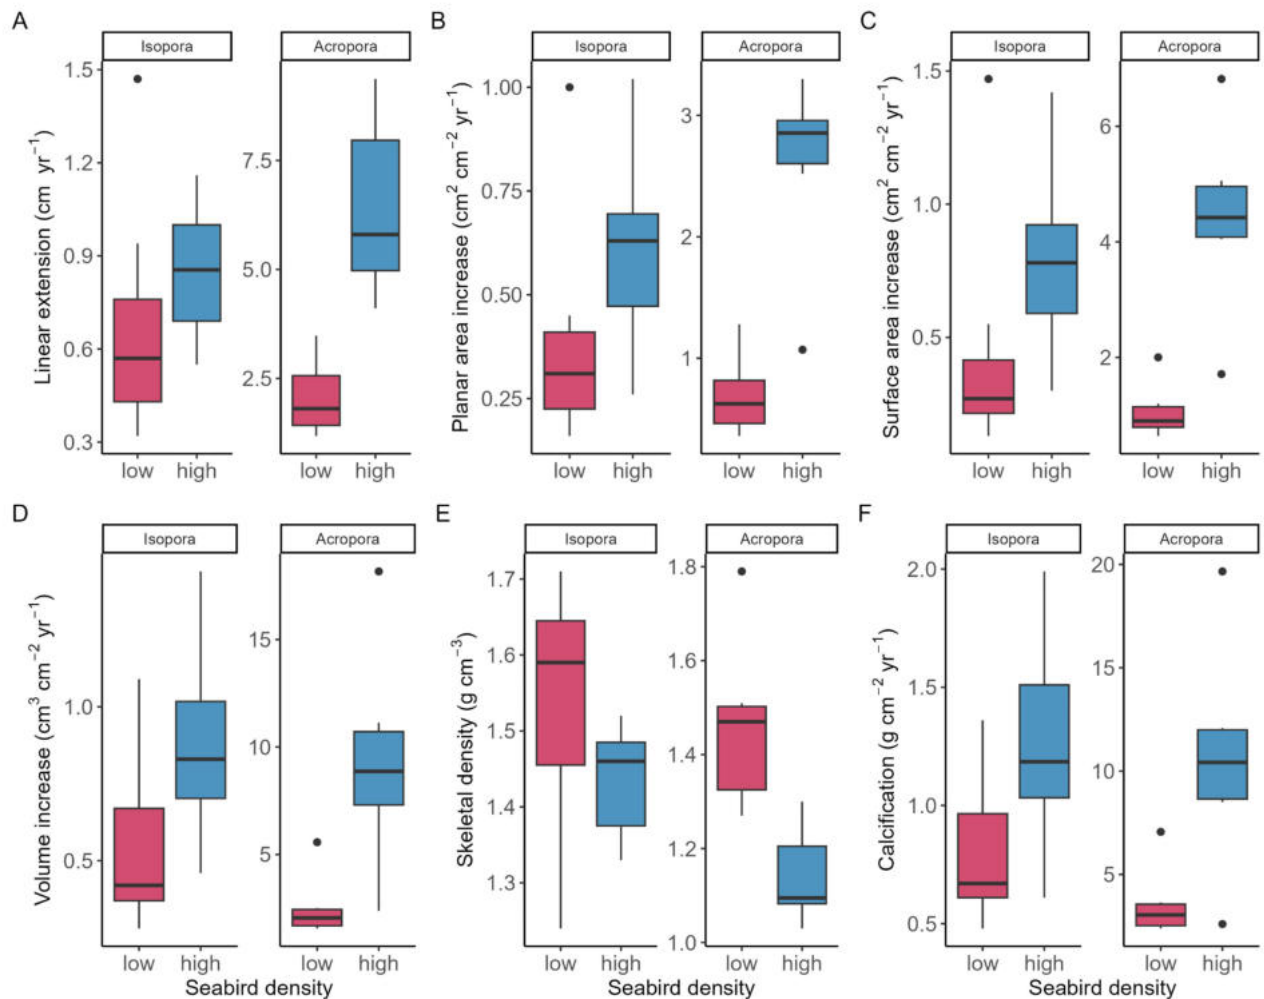 A
Isopora
Acropora
Linear extension (cm yr⁻¹)
1.5
1.2
0.9
0.6
0.3
7.5
5.0
2.5
low high
low high
B
Isopora
Acropora
Planar area increase (cm² cm⁻² yr⁻¹)
1.00
0.75
0.50
0.25
3
2
1
low high
low high
C
Isopora
Acropora
Surface area increase (cm² cm⁻² yr⁻¹)
1.5
1.0
0.5
6
4
2
low high
low high
D
Isopora
Acropora
Volume increase (cm³ cm⁻² yr⁻¹)
1.0
0.5
15
10
5
low high
low high
Seabird density
E
Isopora
Acropora
Skeletal density (g cm⁻³)
1.7
1.6
1.5
1.4
1.3
1.8
1.6
1.4
1.2
1.0
low high
low high
Seabird density
F
Isopora
Acropora
Calcification (g cm⁻² yr⁻¹)
2.0
1.5
1.0
0.5
20
15
10
5
low high
low high
Seabird density